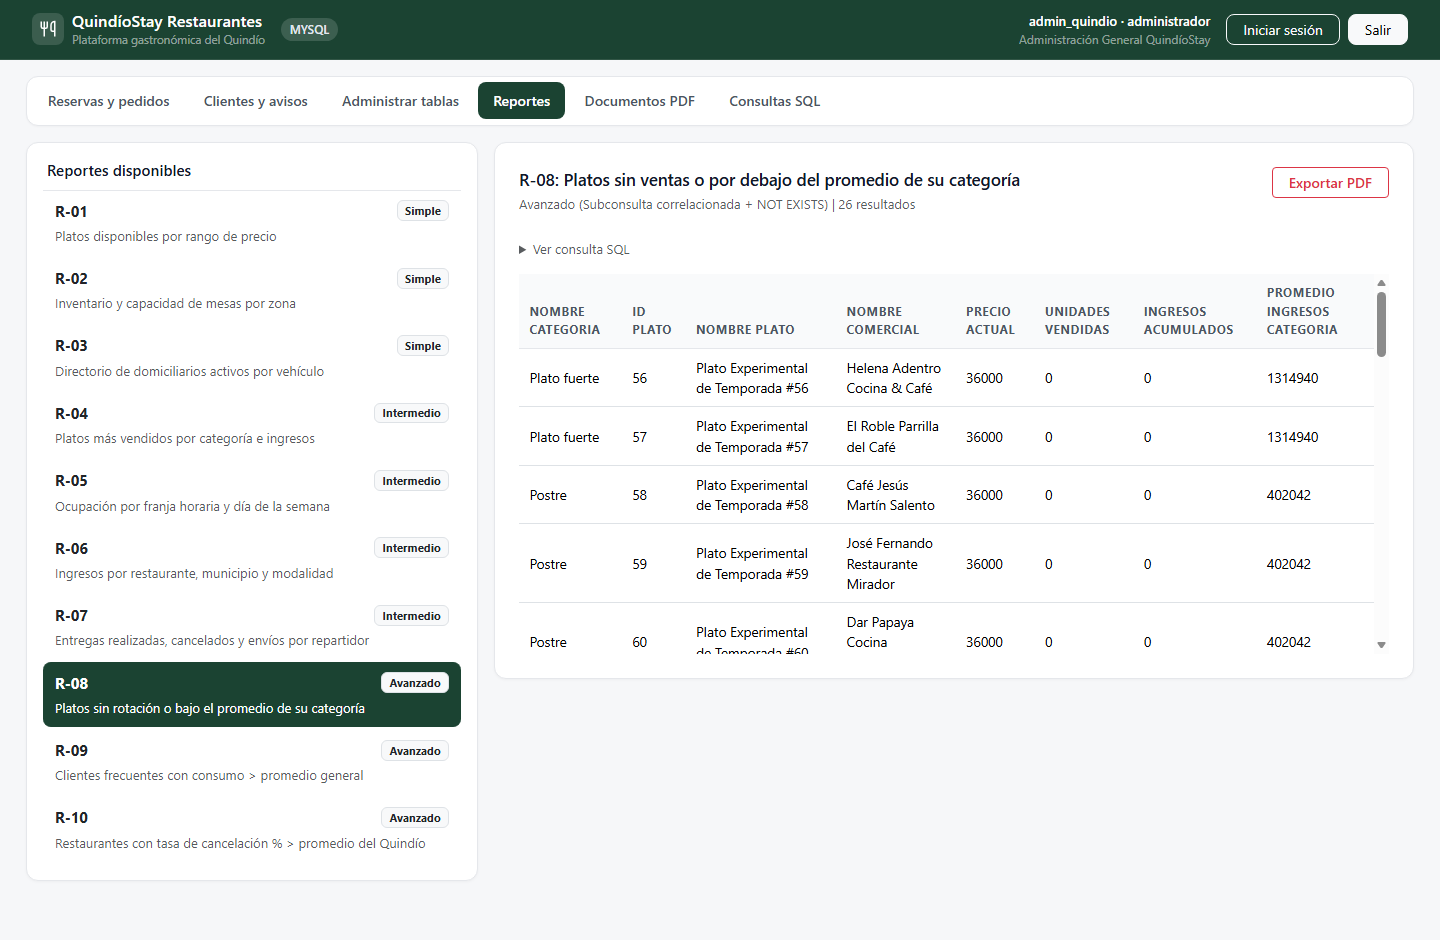 QuindíoStay Restaurantes
Plataforma gastronómica del Quindío
MYSQL
admin_quindio · administrador
Administración General QuindíoStay
Iniciar sesión
Salir
Reservas y pedidos
Clientes y avisos
Administrar tablas
Reportes
Documentos PDF
Consultas SQL
Reportes disponibles
R-01
Simple
Platos disponibles por rango de precio
R-02
Simple
Inventario y capacidad de mesas por zona
R-03
Simple
Directorio de domiciliarios activos por vehículo
R-04
Intermedio
Platos más vendidos por categoría e ingresos
R-05
Intermedio
Ocupación por franja horaria y día de la semana
R-06
Intermedio
Ingresos por restaurante, municipio y modalidad
R-07
Intermedio
Entregas realizadas, cancelados y envíos por repartidor
R-08
Avanzado
Platos sin rotación o bajo el promedio de su categoría
R-09
Avanzado
Clientes frecuentes con consumo > promedio general
R-10
Avanzado
Restaurantes con tasa de cancelación % > promedio del Quindío
R-08: Platos sin ventas o por debajo del promedio de su categoría
Avanzado (Subconsulta correlacionada + NOT EXISTS) | 26 resultados
Exportar PDF
Ver consulta SQL
NOMBRE
CATEGORIA
ID
PLATO
NOMBRE PLATO
NOMBRE
COMERCIAL
PRECIO
ACTUAL
UNIDADES
VENDIDAS
INGRESOS
ACUMULADOS
PROMEDIO
INGRESOS
CATEGORIA
Plato fuerte
56
Plato Experimental
de Temporada #56
Helena Adentro
Cocina & Café
36000
0
0
1314940
Plato fuerte
57
Plato Experimental
de Temporada #57
El Roble Parrilla
del Café
36000
0
0
1314940
Postre
58
Plato Experimental
de Temporada #58
Café Jesús
Martín Salento
36000
0
0
402042
Postre
59
Plato Experimental
de Temporada #59
José Fernando
Restaurante
Mirador
36000
0
0
402042
Postre
60
Plato Experimental
de Temporada #60
Dar Papaya
Cocina
36000
0
0
402042